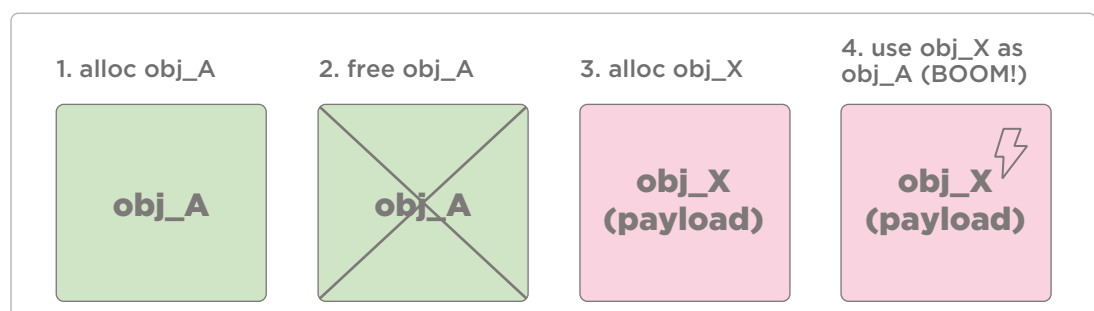 1. alloc obj_A
2. free obj_A
3. alloc obj_X
4. use obj_X as
obj_A (BOOM!)
obj_A
obj_A
obj_X
(payload)
obj_X
(payload)